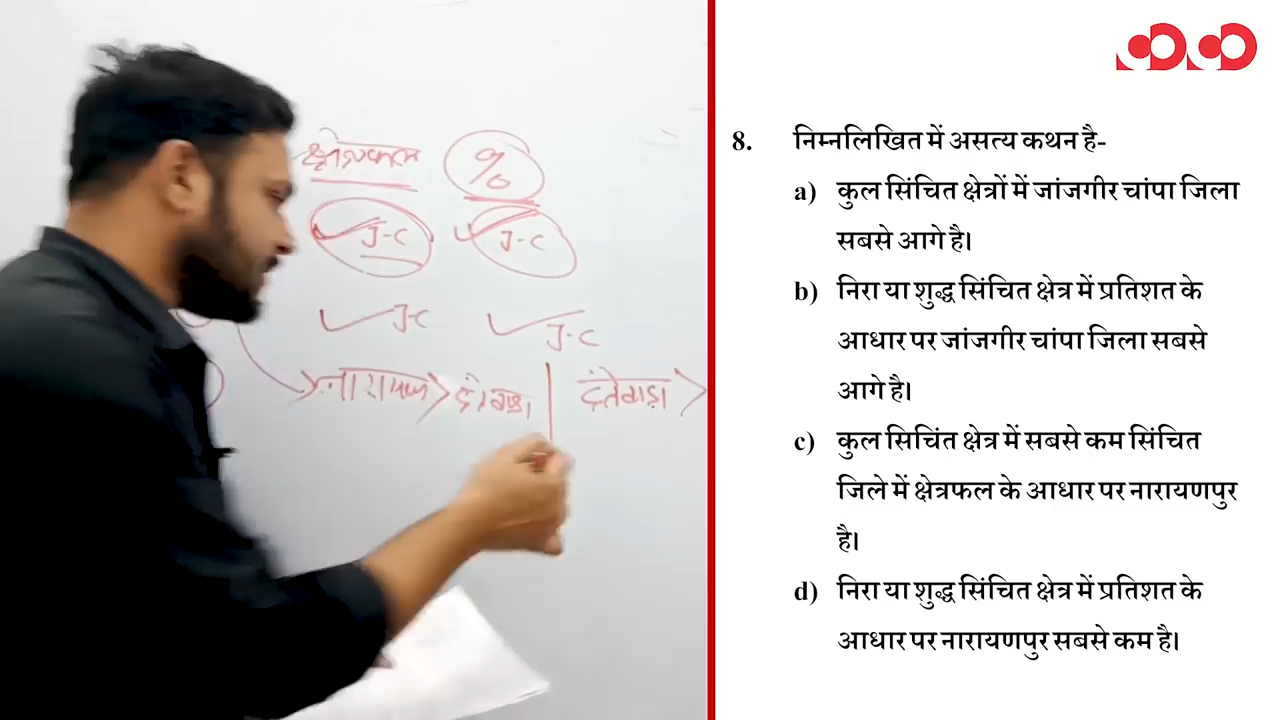 क्षेत्रफल %
J-C J-C
J-C J-C
दंतेवाड़ा
8. निम्नलिखित में असत्य कथन है-
a) कुल सिंचित क्षेत्रों में जांजगीर चांपा जिला
सबसे आगे है।
b) निरा या शुद्ध सिंचित क्षेत्र में प्रतिशत के
आधार पर जांजगीर चांपा जिला सबसे
आगे है।
c) कुल सिचिंत क्षेत्र में सबसे कम सिंचित
जिले में क्षेत्रफल के आधार पर नारायणपुर
है।
d) निरा या शुद्ध सिंचित क्षेत्र में प्रतिशत के
आधार पर नारायणपुर सबसे कम है।